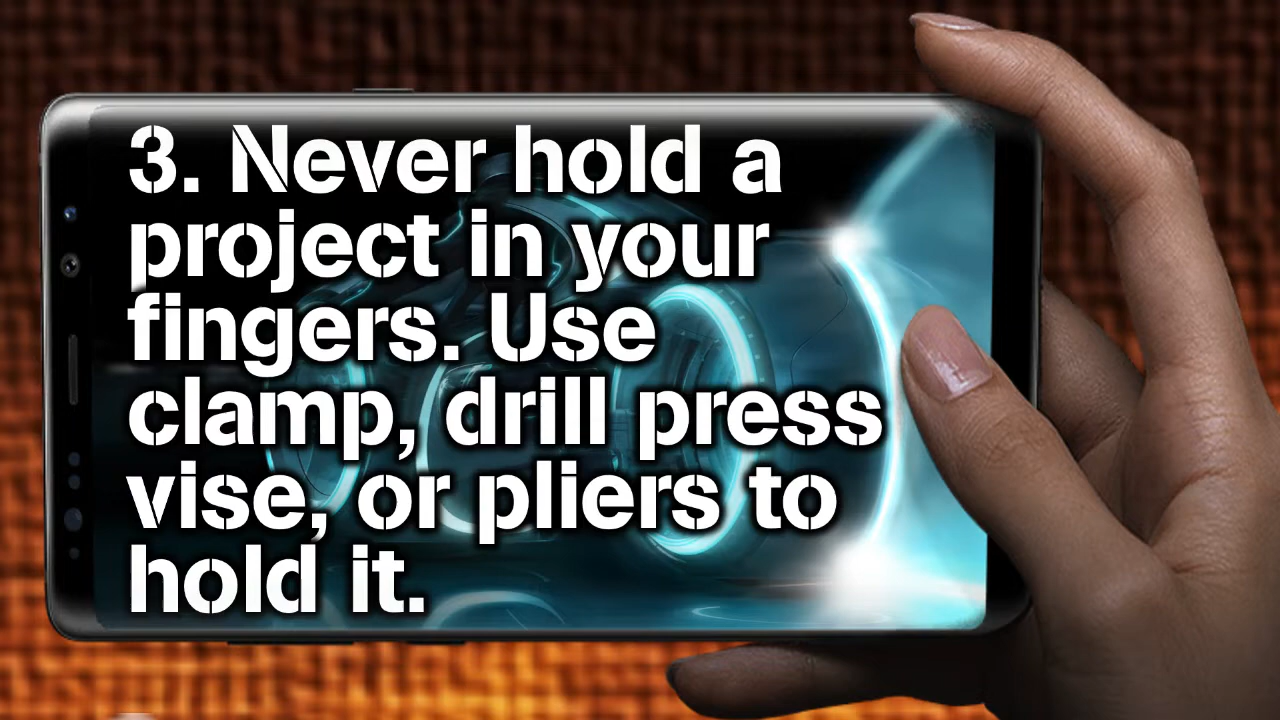 3. Never hold a
project in your
fingers. Use
clamp, drill press
vise, or pliers to
hold it.